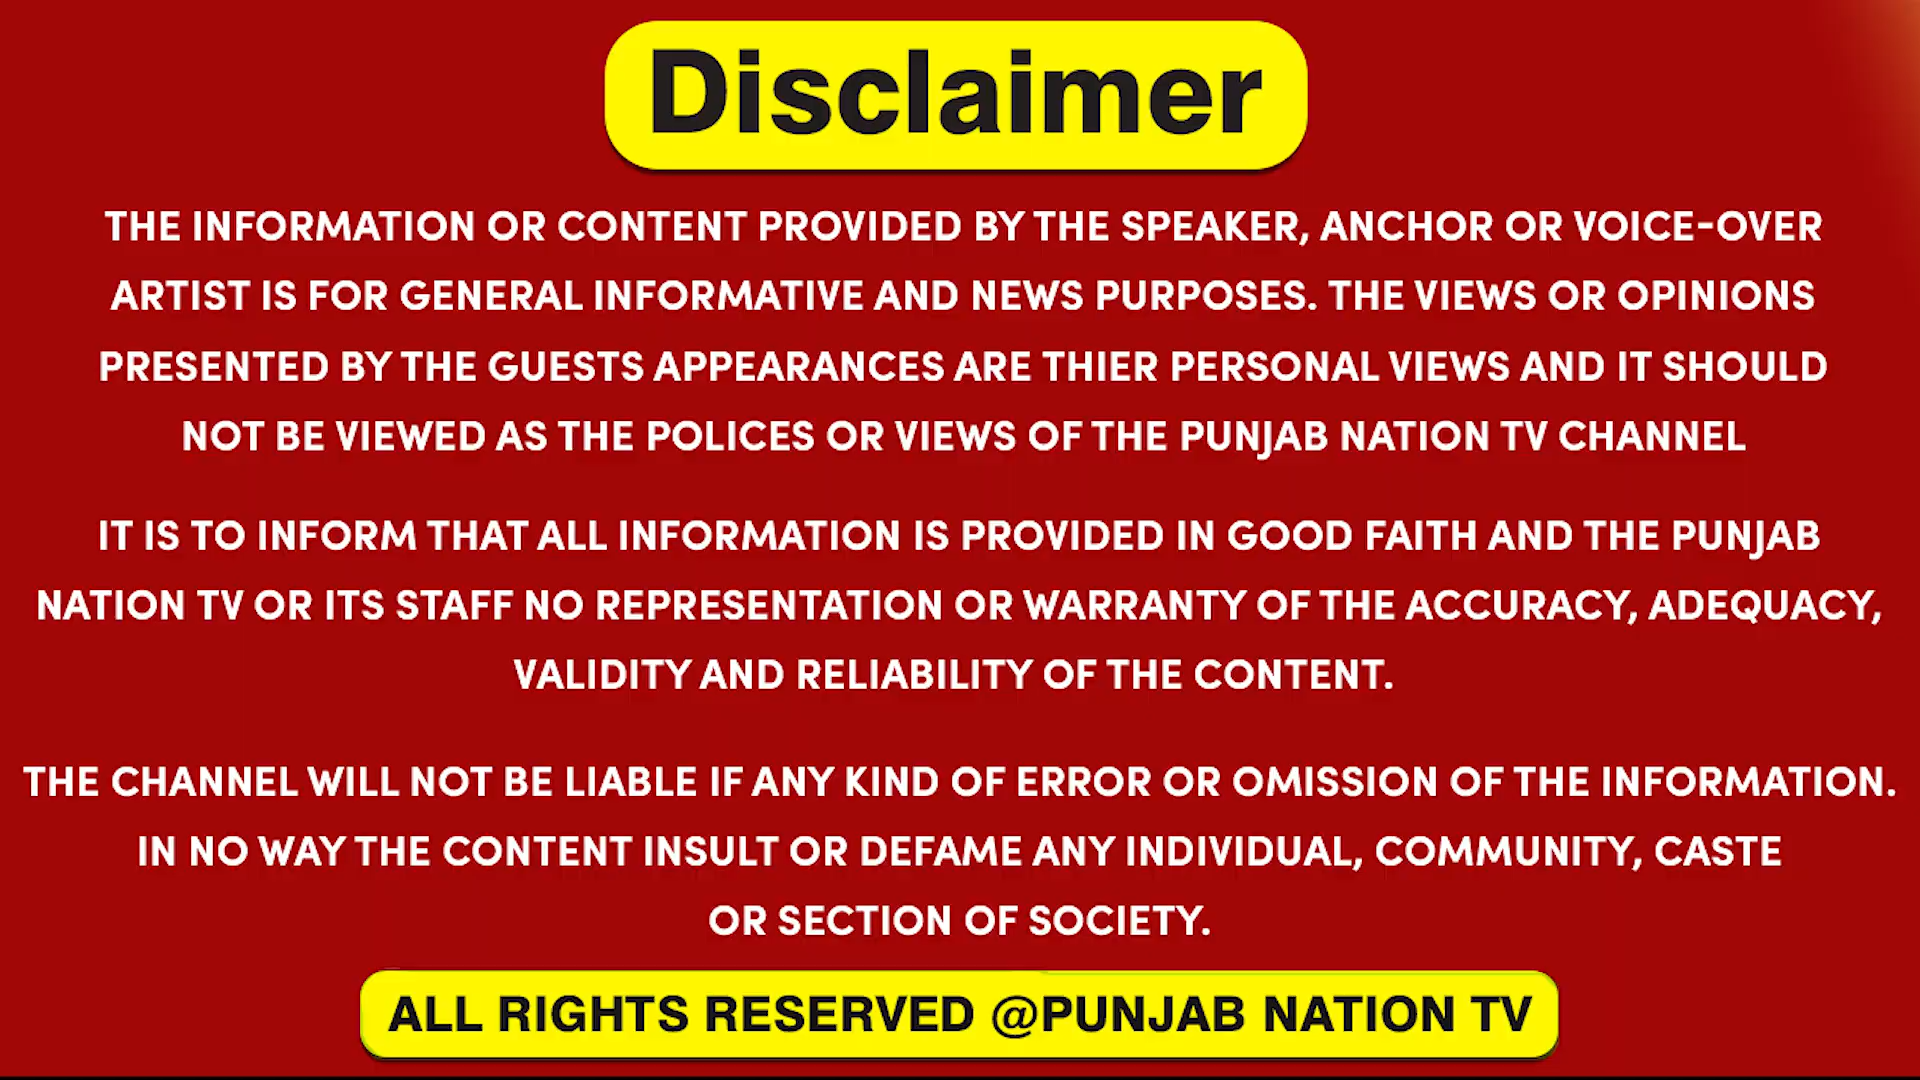 Disclaimer
THE INFORMATION OR CONTENT PROVIDED BY THE SPEAKER, ANCHOR OR VOICE-OVER
ARTIST IS FOR GENERAL INFORMATIVE AND NEWS PURPOSES. THE VIEWS OR OPINIONS
PRESENTED BY THE GUESTS APPEARANCES ARE THIER PERSONAL VIEWS AND IT SHOULD
NOT BE VIEWED AS THE POLICES OR VIEWS OF THE PUNJAB NATION TV CHANNEL
IT IS TO INFORM THAT ALL INFORMATION IS PROVIDED IN GOOD FAITH AND THE PUNJAB
NATION TV OR ITS STAFF NO REPRESENTATION OR WARRANTY OF THE ACCURACY, ADEQUACY,
VALIDITY AND RELIABILITY OF THE CONTENT.
THE CHANNEL WILL NOT BE LIABLE IF ANY KIND OF ERROR OR OMISSION OF THE INFORMATION.
IN NO WAY THE CONTENT INSULT OR DEFAME ANY INDIVIDUAL, COMMUNITY, CASTE
OR SECTION OF SOCIETY.
ALL RIGHTS RESERVED @PUNJAB NATION TV